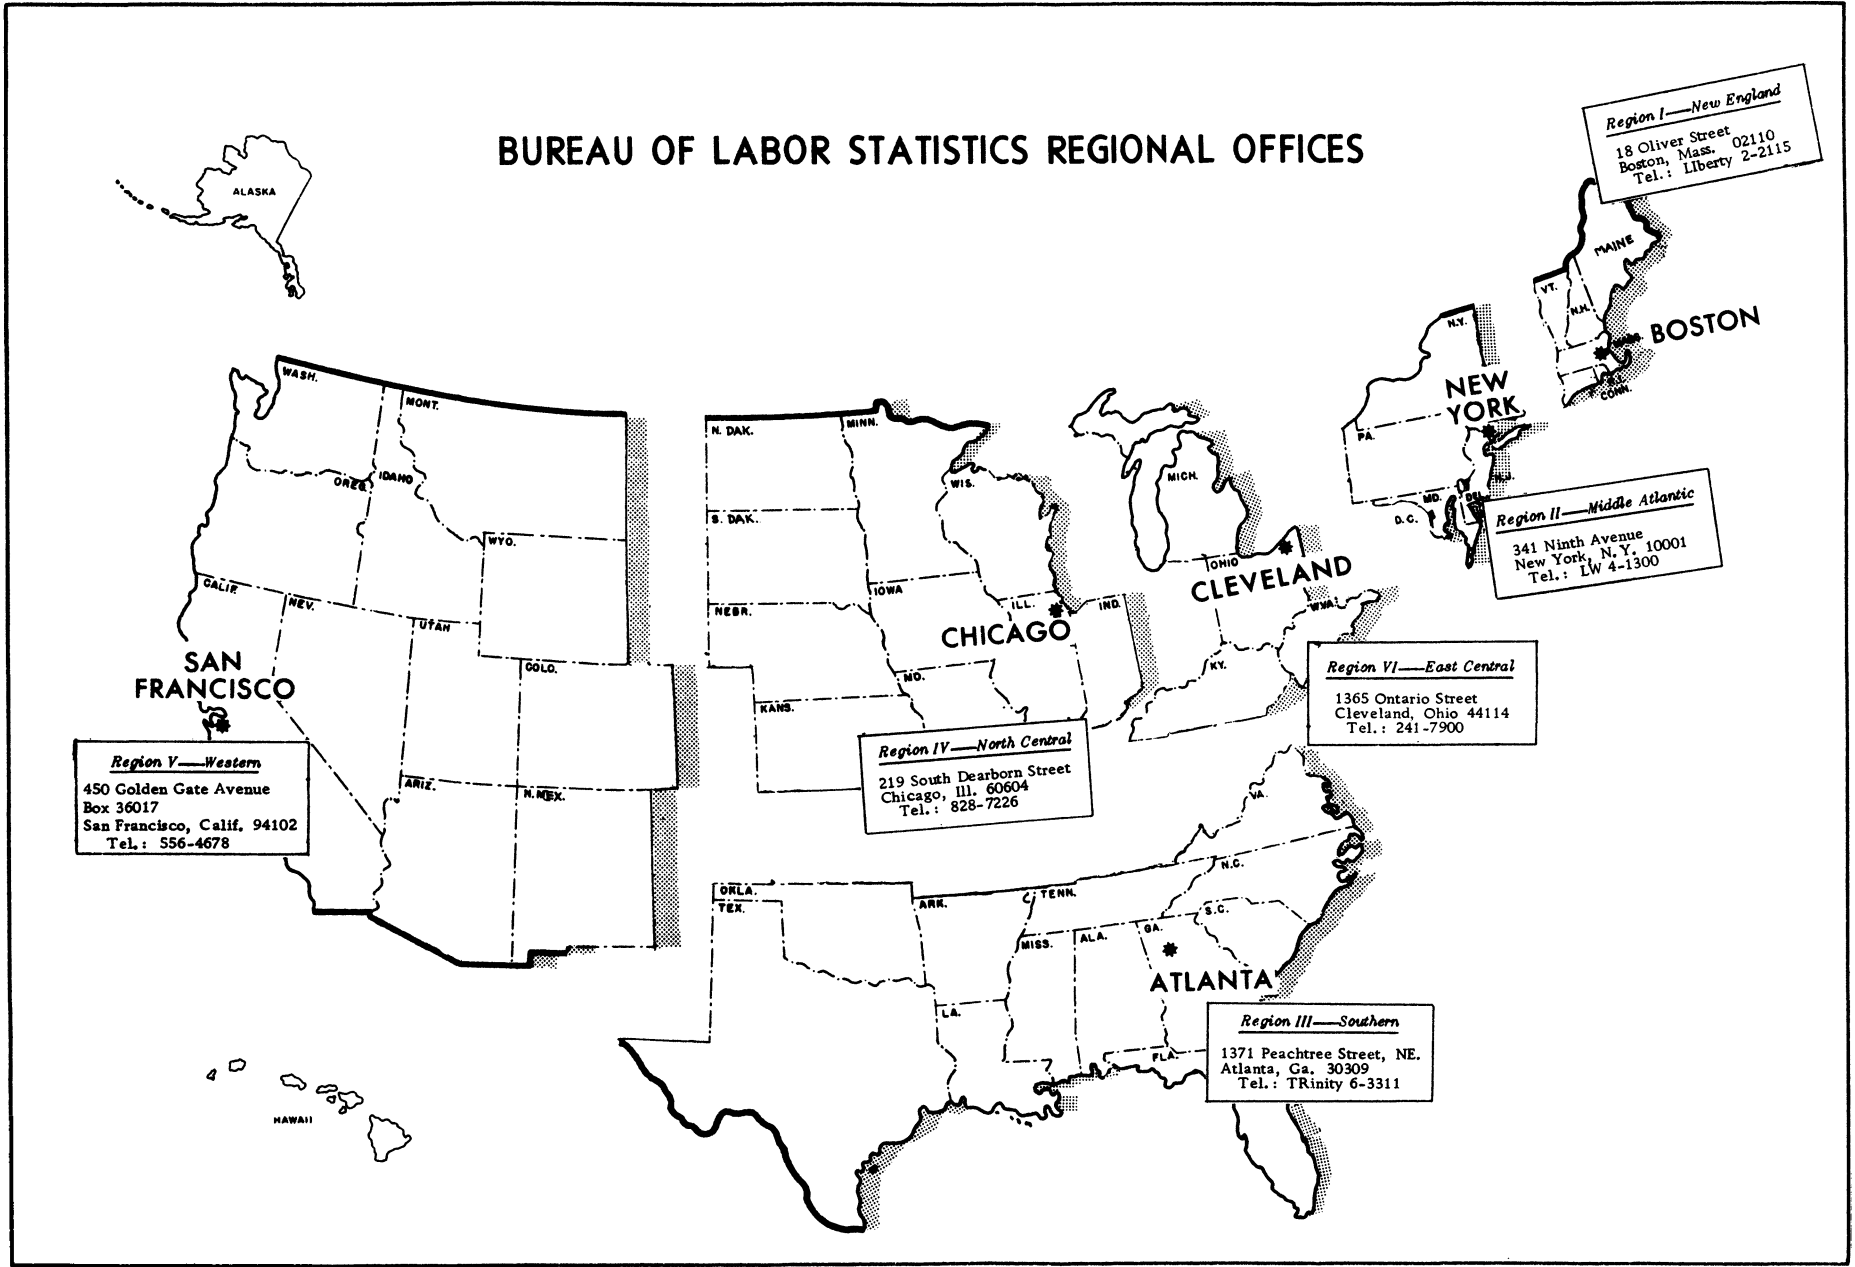 BUREAU OF LABOR STATISTICS REGIONAL OFFICES
Region I—New England
18 Oliver Street
Boston, Mass. 02110
Tel.: LIberty 2-2115
ALASKA
MAINE
VT.
N.H.
MASS.
BOSTON
R.I.
CONN.
N.Y.
NEW
YORK
PA.
N.J.
MD.
DEL.
D.C.
Region II—Middle Atlantic
341 Ninth Avenue
New York, N.Y. 10001
Tel.: LW 4-1300
WASH.
MONT.
OREG.
IDAHO
WYO.
CALIF.
NEV.
UTAH
COLO.
SAN
FRANCISCO
ARIZ.
N. MEX.
Region V—Western
450 Golden Gate Avenue
Box 36017
San Francisco, Calif. 94102
Tel.: 556-4678
N. DAK.
MINN.
S. DAK.
WIS.
MICH.
IOWA
NEBR.
ILL.
IND.
CHICAGO
MO.
KANS.
Region IV—North Central
219 South Dearborn Street
Chicago, Ill. 60604
Tel.: 828-7226
OHIO
CLEVELAND
W.VA.
KY.
Region VI—East Central
1365 Ontario Street
Cleveland, Ohio 44114
Tel.: 241-7900
VA.
N.C.
OKLA.
TEX.
ARK.
TENN.
S.C.
MISS.
ALA.
GA.
ATLANTA
LA.
FLA.
Region III—Southern
1371 Peachtree Street, NE.
Atlanta, Ga. 30309
Tel.: TRinity 6-3311
HAWAII